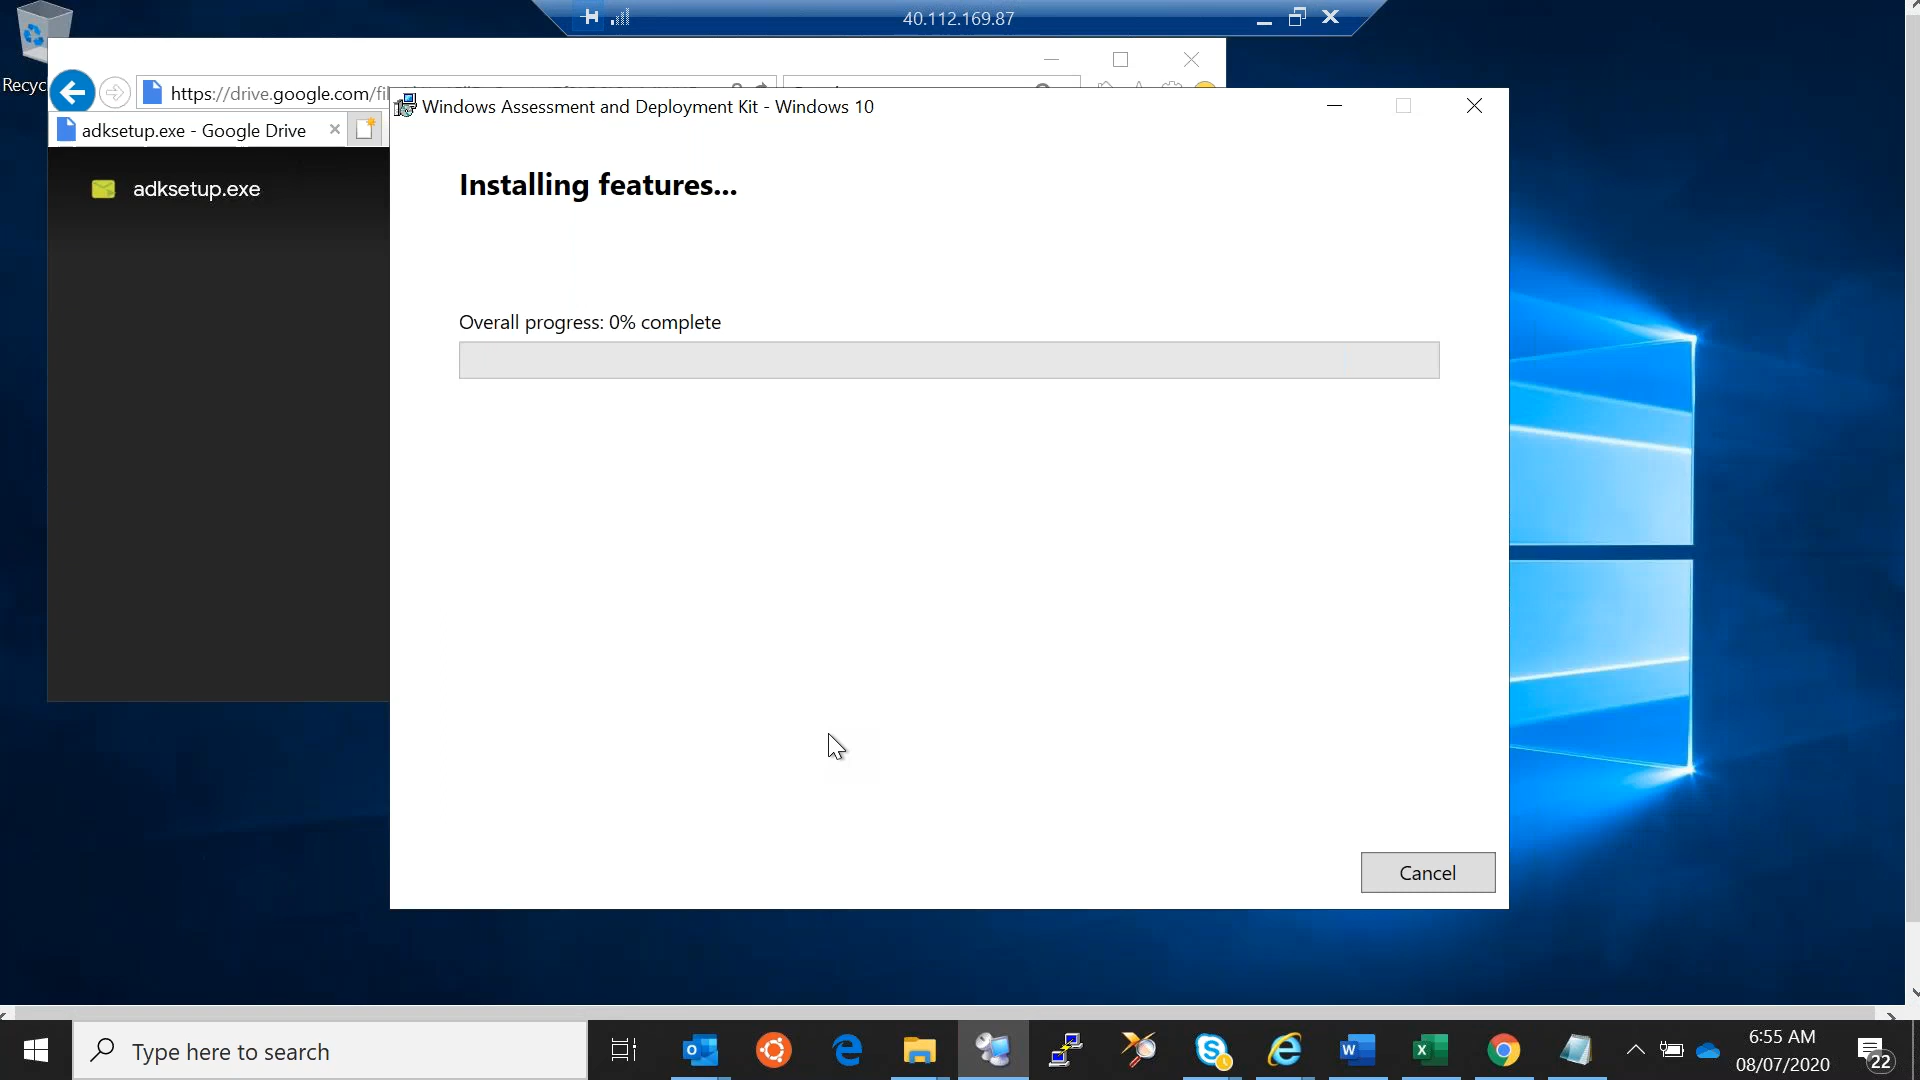 40.112.169.87
Recyc
https://drive.google.com/fil
adksetup.exe - Google Drive
adksetup.exe
Windows Assessment and Deployment Kit - Windows 10
Installing features...
Overall progress: 0% complete
Cancel
Type here to search
6:55 AM
08/07/2020
22